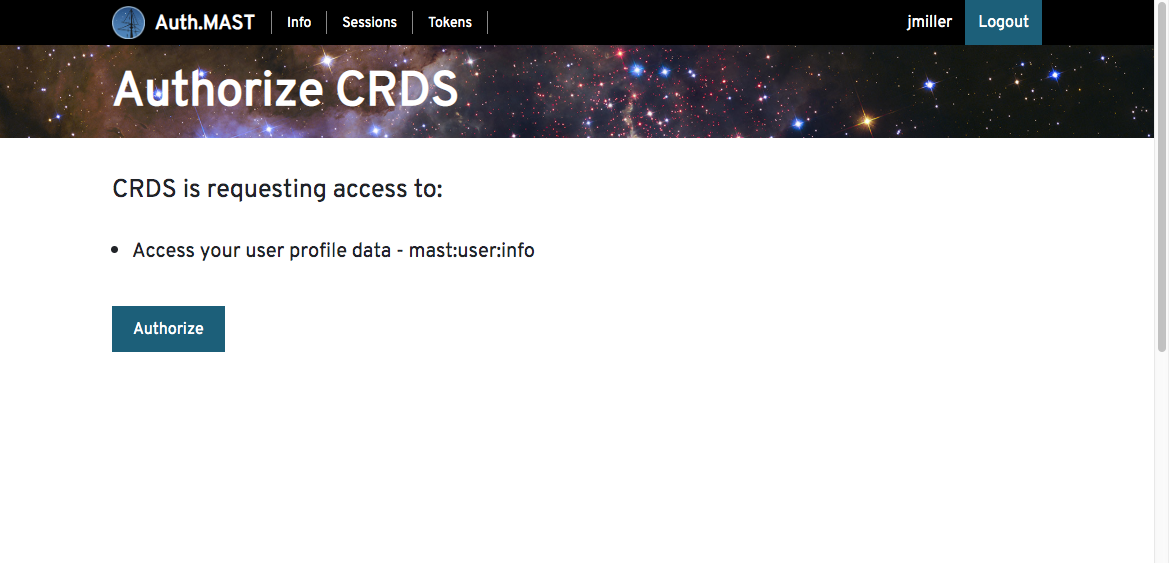 Auth.MAST Info Sessions Tokens jmiller Logout
Authorize CRDS
CRDS is requesting access to:
• Access your user profile data - mast:user:info
Authorize